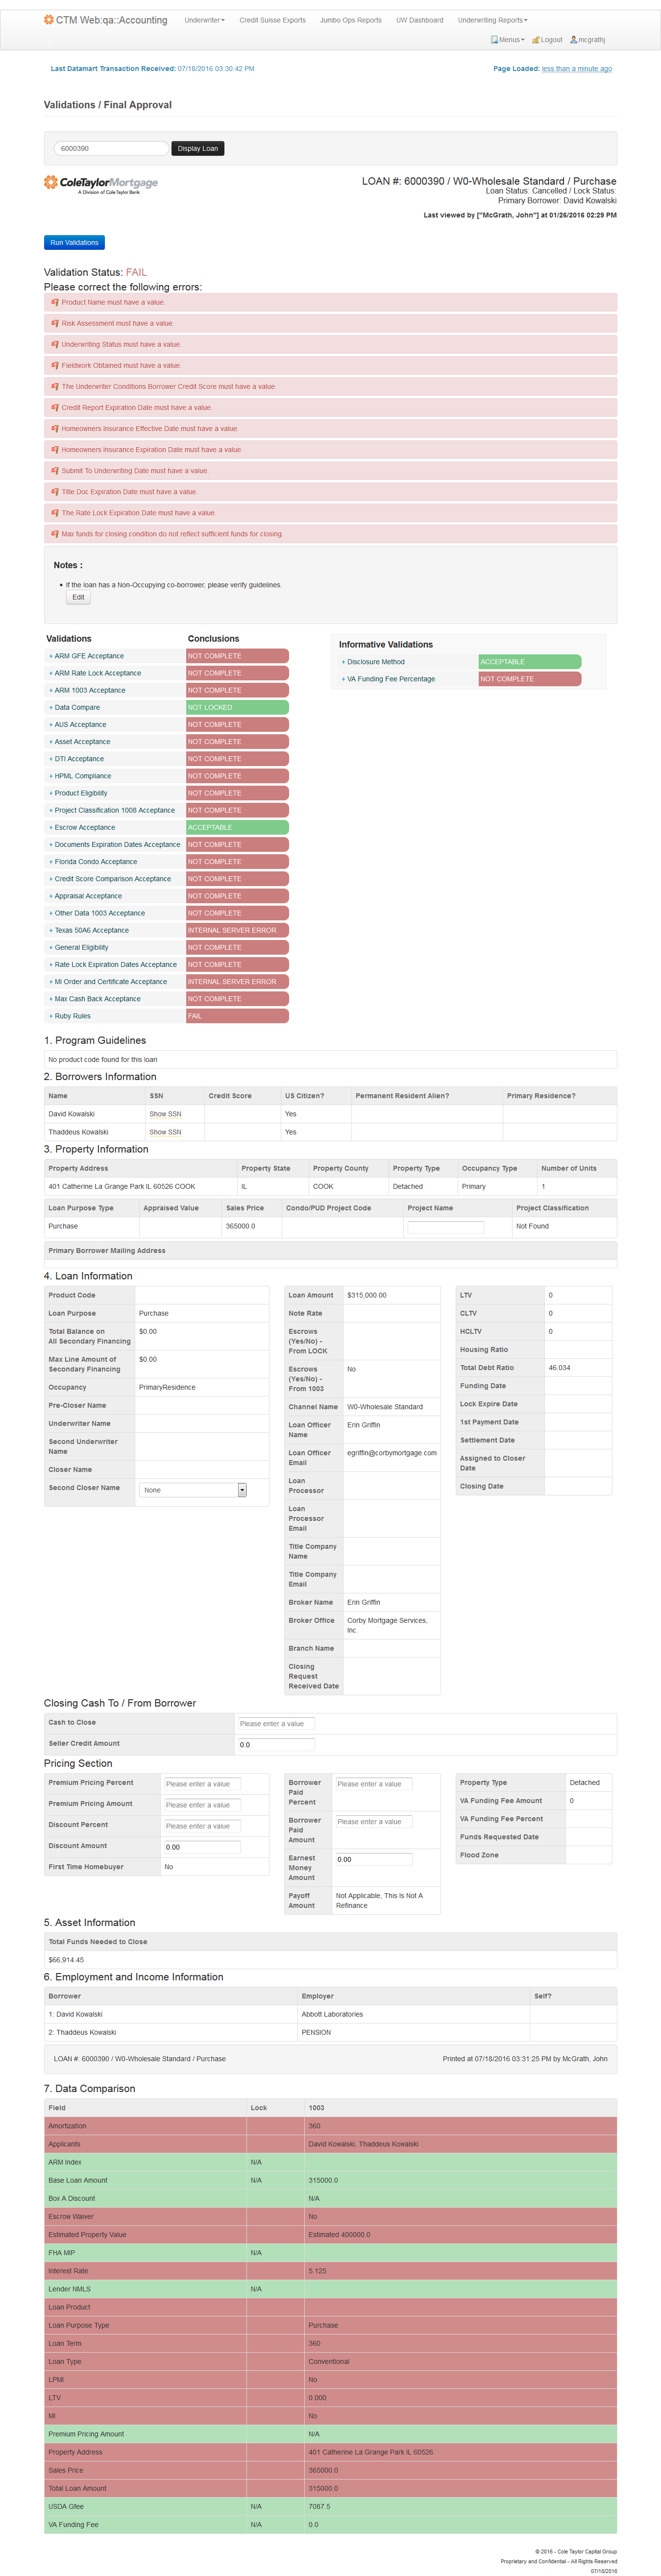 CTM Web:qa::Accounting Underwriter Credit Suisse Exports Jumbo Ops Reports UW Dashboard Underwriting Reports
Menus Logout mcgrathj
Last Datamart Transaction Received: 07/18/2016 03:30:42 PM Page Loaded: less than a minute ago
Validations / Final Approval
6000390 Display Loan
ColeTaylorMortgage
A Division of Cole Taylor Bank
LOAN #: 6000390 / W0-Wholesale Standard / Purchase
Loan Status: Cancelled / Lock Status:
Primary Borrower: David Kowalski
Last viewed by ["McGrath, John"] at 01/26/2016 02:29 PM
Run Validations
Validation Status: FAIL
Please correct the following errors:
Product Name must have a value.
Risk Assessment must have a value.
Underwriting Status must have a value.
Fieldwork Obtained must have a value.
The Underwriter Conditions Borrower Credit Score must have a value.
Credit Report Expiration Date must have a value.
Homeowners Insurance Effective Date must have a value.
Homeowners Insurance Expiration Date must have a value.
Submit To Underwriting Date must have a value.
Title Doc Expiration Date must have a value.
The Rate Lock Expiration Date must have a value.
Max funds for closing condition do not reflect sufficient funds for closing.
Notes :
• If the loan has a Non-Occupying co-borrower, please verify guidelines.
Edit
Validations Conclusions
+ ARM GFE Acceptance NOT COMPLETE
+ ARM Rate Lock Acceptance NOT COMPLETE
+ ARM 1003 Acceptance NOT COMPLETE
+ Data Compare NOT LOCKED
+ AUS Acceptance NOT COMPLETE
+ Asset Acceptance NOT COMPLETE
+ DTI Acceptance NOT COMPLETE
+ HPML Compliance NOT COMPLETE
+ Product Eligibility NOT COMPLETE
+ Project Classification 1008 Acceptance NOT COMPLETE
+ Escrow Acceptance ACCEPTABLE
+ Documents Expiration Dates Acceptance NOT COMPLETE
+ Florida Condo Acceptance NOT COMPLETE
+ Credit Score Comparison Acceptance NOT COMPLETE
+ Appraisal Acceptance NOT COMPLETE
+ Other Data 1003 Acceptance NOT COMPLETE
+ Texas 50A6 Acceptance INTERNAL SERVER ERROR
+ General Eligibility NOT COMPLETE
+ Rate Lock Expiration Dates Acceptance NOT COMPLETE
+ MI Order and Certificate Acceptance INTERNAL SERVER ERROR
+ Max Cash Back Acceptance NOT COMPLETE
+ Ruby Rules FAIL
Informative Validations
+ Disclosure Method ACCEPTABLE
+ VA Funding Fee Percentage NOT COMPLETE
1. Program Guidelines
No product code found for this loan
2. Borrowers Information
Name SSN Credit Score US Citizen? Permanent Resident Alien? Primary Residence?
David Kowalski Show SSN Yes
Thaddeus Kowalski Show SSN Yes
3. Property Information
Property Address Property State Property County Property Type Occupancy Type Number of Units
401 Catherine La Grange Park IL 60526 COOK IL COOK Detached Primary 1
Loan Purpose Type Appraised Value Sales Price Condo/PUD Project Code Project Name Project Classification
Purchase 365000.0 Not Found
Primary Borrower Mailing Address
4. Loan Information
Product Code
Loan Purpose Purchase
Total Balance on
All Secondary Financing $0.00
Max Line Amount of
Secondary Financing $0.00
Occupancy PrimaryResidence
Pre-Closer Name
Underwriter Name
Second Underwriter
Name
Closer Name
Second Closer Name None
Loan Amount $315,000.00
Note Rate
Escrows
(Yes/No) -
From LOCK
Escrows
(Yes/No) -
From 1003 No
Channel Name W0-Wholesale Standard
Loan Officer
Name Erin Griffin
Loan Officer
Email egriffin@corbymortgage.com
Loan
Processor
Loan
Processor
Email
Title Company
Name
Title Company
Email
Broker Name Erin Griffin
Broker Office Corby Mortgage Services,
Inc.
Branch Name
Closing
Request
Received Date
LTV 0
CLTV 0
HCLTV 0
Housing Ratio
Total Debt Ratio 46.034
Funding Date
Lock Expire Date
1st Payment Date
Settlement Date
Assigned to Closer
Date
Closing Date
Closing Cash To / From Borrower
Cash to Close Please enter a value
Seller Credit Amount 0.0
Pricing Section
Premium Pricing Percent Please enter a value
Premium Pricing Amount Please enter a value
Discount Percent Please enter a value
Discount Amount 0.00
First Time Homebuyer No
Borrower
Paid
Percent Please enter a value
Borrower
Paid
Amount Please enter a value
Earnest
Money
Amount 0.00
Payoff
Amount Not Applicable, This Is Not A
Refinance
Property Type Detached
VA Funding Fee Amount 0
VA Funding Fee Percent
Funds Requested Date
Flood Zone
5. Asset Information
Total Funds Needed to Close
$66,914.45
6. Employment and Income Information
Borrower Employer Self?
1: David Kowalski Abbott Laboratories
2: Thaddeus Kowalski PENSION
LOAN #: 6000390 / W0-Wholesale Standard / Purchase Printed at 07/18/2016 03:31:25 PM by McGrath, John
7. Data Comparison
Field Lock 1003
Amortization 360
Applicants David Kowalski, Thaddeus Kowalski
ARM Index N/A
Base Loan Amount N/A 315000.0
Box A Discount N/A
Escrow Waiver No
Estimated Property Value Estimated 400000.0
FHA MIP N/A
Interest Rate 5.125
Lender NMLS N/A
Loan Product
Loan Purpose Type Purchase
Loan Term 360
Loan Type Conventional
LPMI No
LTV 0.000
MI No
Premium Pricing Amount N/A
Property Address 401 Catherine La Grange Park IL 60526
Sales Price 365000.0
Total Loan Amount 315000.0
USDA Gfee N/A 7087.5
VA Funding Fee N/A 0.0
© 2016 - Cole Taylor Capital Group
Proprietary and Confidential - All Rights Reserved
07/18/2016